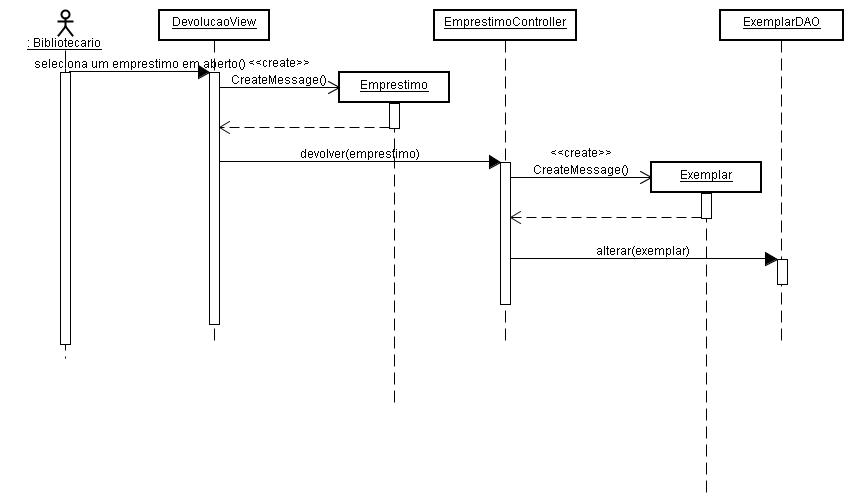 DevolucaoView
EmprestimoController
ExemplarDAO
: Bibliotecario
seleciona um emprestimo em aberto()
<<create>>
CreateMessage()
Emprestimo
devolver(emprestimo)
<<create>>
CreateMessage()
Exemplar
alterar(exemplar)